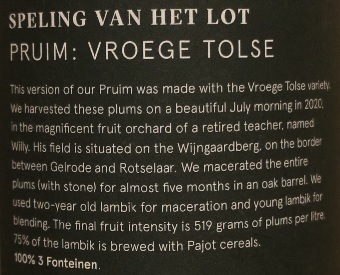 SPELING VAN HET LOT
PRUIM: VROEGE TOLSE
This version of our Pruim was made with the Vroege Tolse variety.
We harvested these plums on a beautiful July morning in 2020,
in the magnificent fruit orchard of a retired teacher, named
Willy. His field is situated on the Wijngaardberg, on the border
between Gelrode and Rotselaar. We macerated the entire
plums (with stone) for almost five months in an oak barrel. We
used two-year old lambik for maceration and young lambik for
blending. The final fruit intensity is 519 grams of plums per litre.
75% of the lambik is brewed with Pajot cereals.
100% 3 Fonteinen.